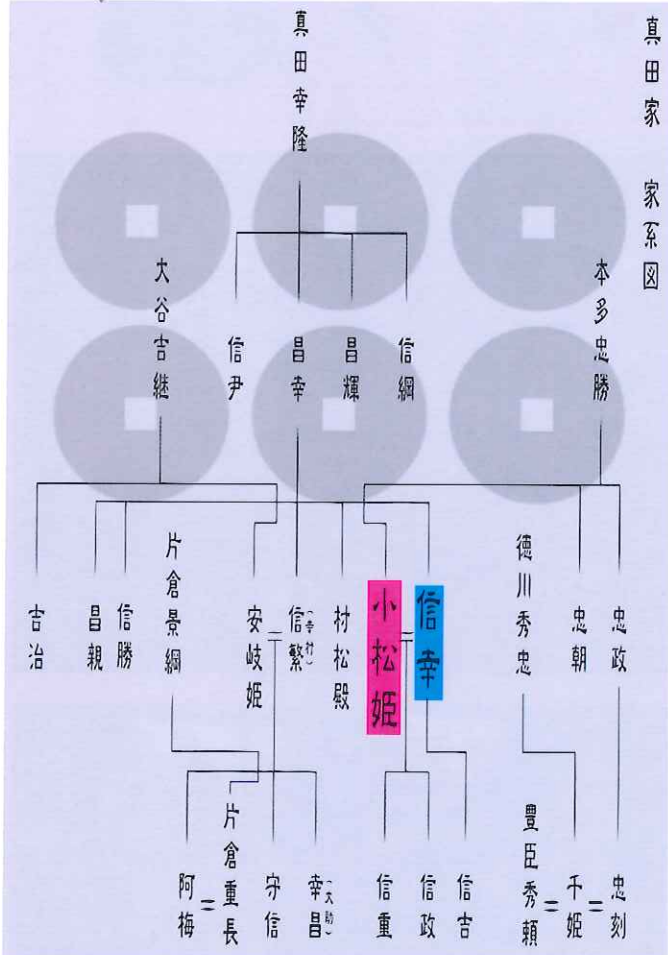 真田家 家系図
真田幸隆
本多忠勝
信綱
昌輝
昌幸
信尹
大谷吉継
忠政
忠朝
徳川秀忠
信幸
小松姫
村松殿
信繁(幸村)
安岐姫
片倉景綱
信勝
昌親
吉治
忠刻
千姫
豊臣秀頼
信吉
信政
信重
幸昌(大助)
守信
片倉重長
阿梅